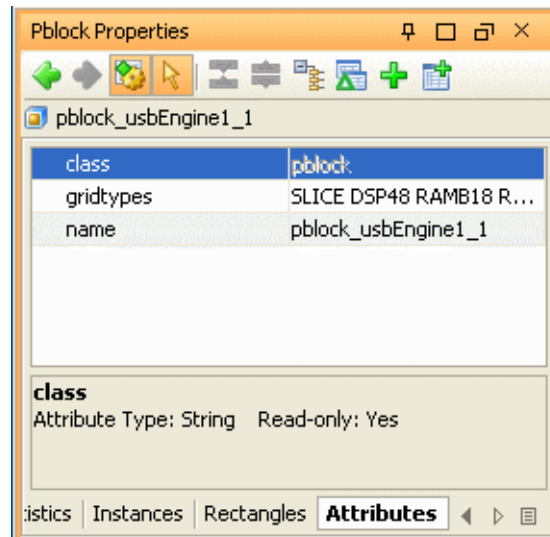 Pblock Properties
pblock_usbEngine1_1
class pblock
gridtypes SLICE DSP48 RAMB18 R...
name pblock_usbEngine1_1
class
Attribute Type: String Read-only: Yes
:istics Instances Rectangles Attributes